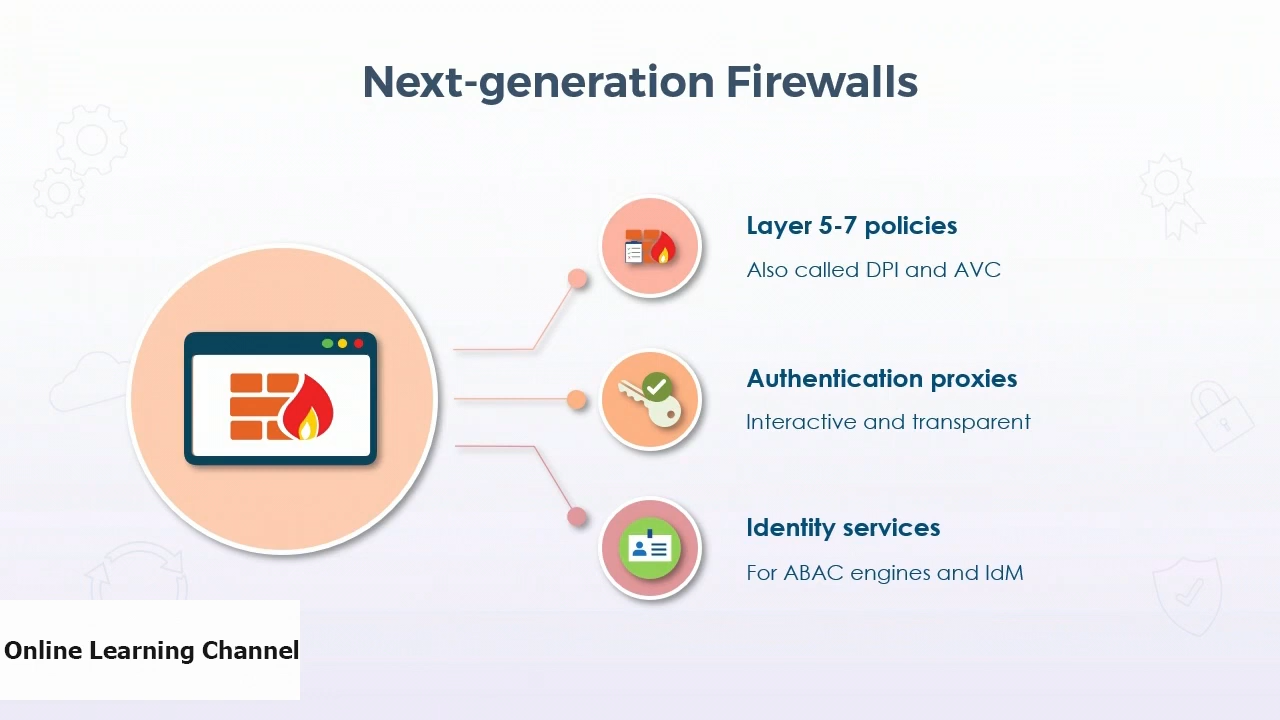 Next-generation Firewalls
Layer 5-7 policies
Also called DPI and AVC
Authentication proxies
Interactive and transparent
Identity services
For ABAC engines and IdM
Online Learning Channel